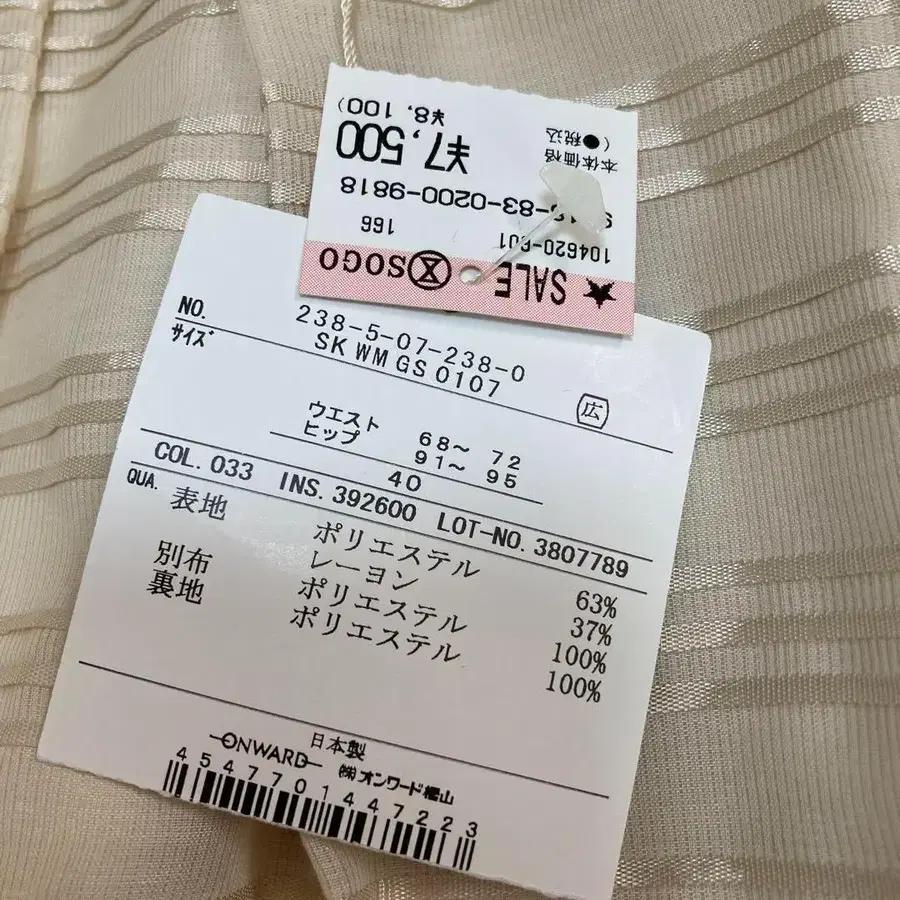 ★ SALE SOGO
104620-601 166
83-0200-9818
本体価格 ¥7,500
(●税込 ¥8,100)
NO. 238-5-07-238-0
サイズ SK WM GS 0107
広
ウエスト 68～ 72
ヒップ 91～ 95
40
COL. 033 INS. 392600 LOT-NO. 3807789
QUA. 表地 ポリエステル 63%
レーヨン 37%
別布 ポリエステル 100%
裏地 ポリエステル 100%
日本製
ONWARD ㈱オンワード樫山
4547701447223